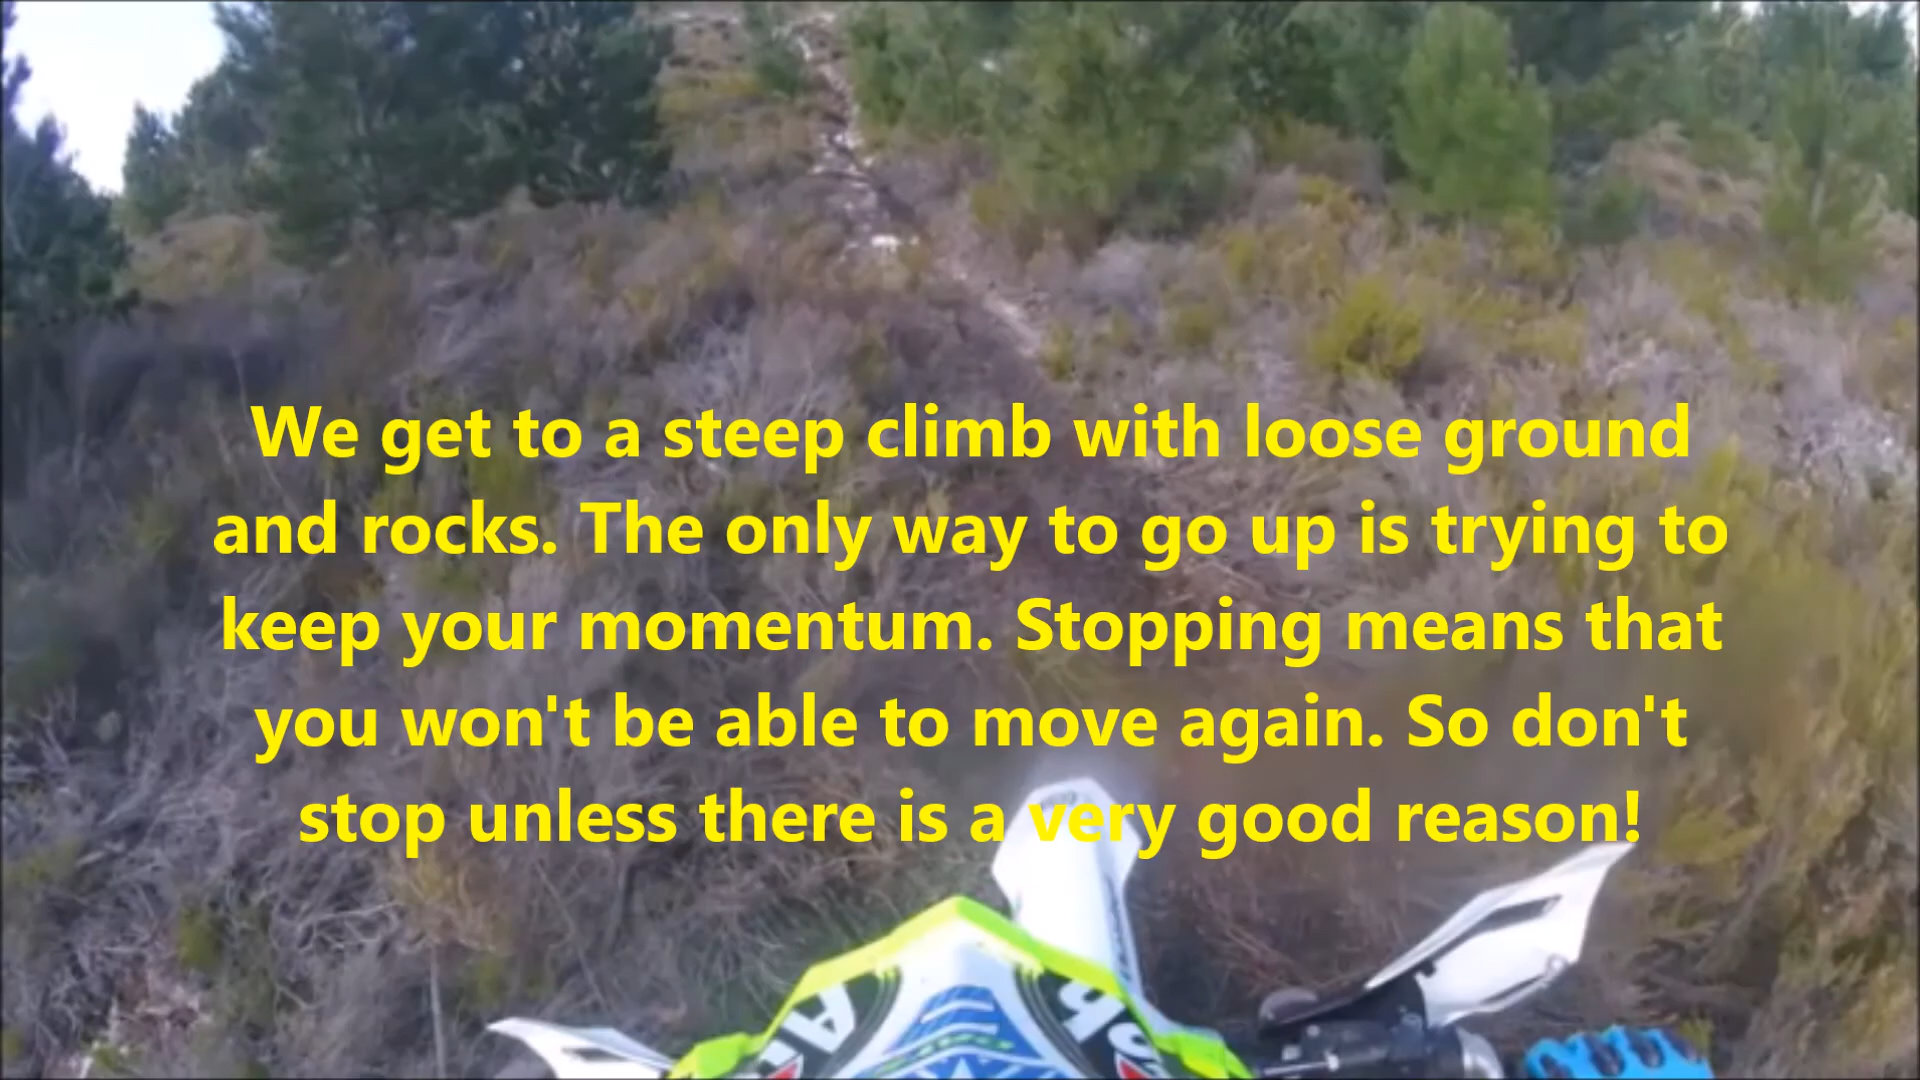 We get to a steep climb with loose ground
and rocks. The only way to go up is trying to
keep your momentum. Stopping means that
you won't be able to move again. So don't
stop unless there is a very good reason!